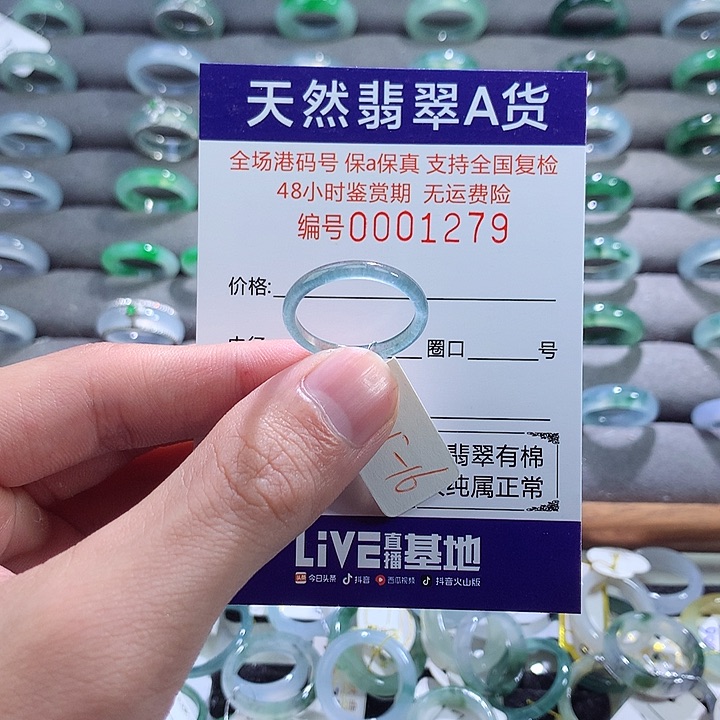 天然翡翠A货
全场港码号 保a保真 支持全国复检
48小时鉴赏期 无运费险
编号0001279
价格:
圈口 号
翡翠有棉
纯属正常
LiVE直播基地
头条 今日头条 抖音 西瓜视频 抖音火山版